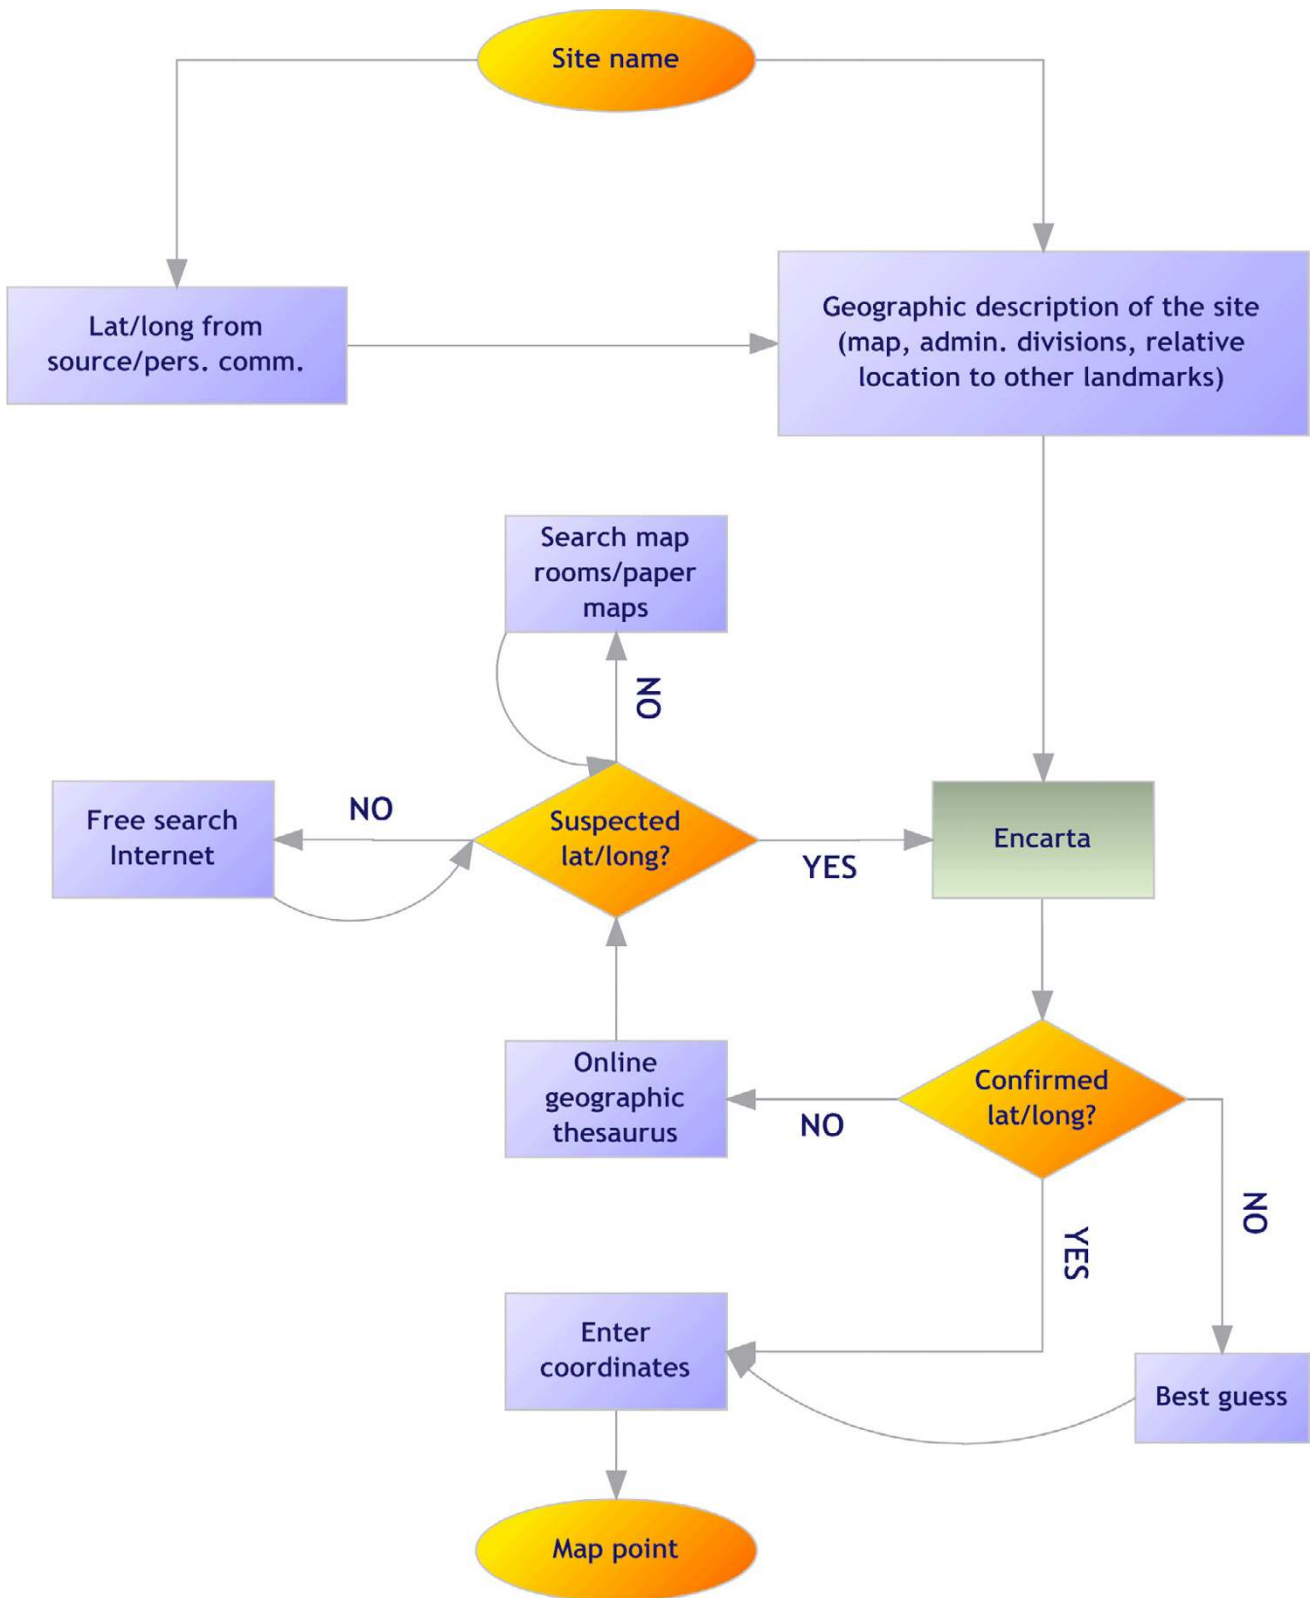 Site name
Lat/long from
source/pers. comm.
Geographic description of the site
(map, admin. divisions, relative
location to other landmarks)
Search map
rooms/paper
maps
NO
Free search
Internet
NO
Suspected
lat/long?
YES
Encarta
Online
geographic
thesaurus
NO
Confirmed
lat/long?
NO
YES
Enter
coordinates
Best guess
Map point